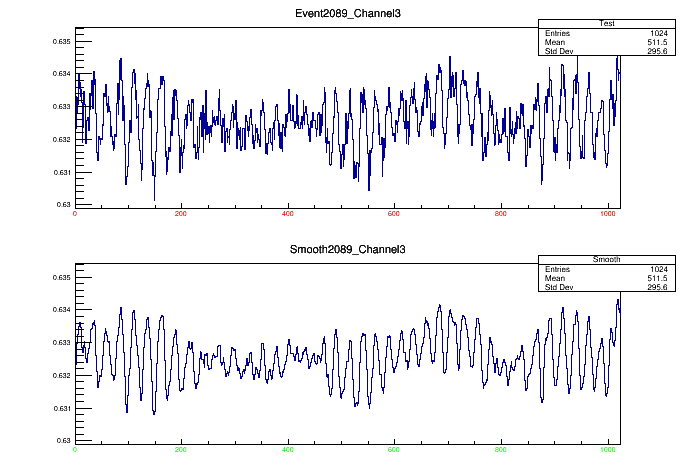 Event2089_Channel3
Test
Entries 1024
Mean 511.5
Std Dev 295.6
0.635
0.634
0.633
0.632
0.631
0.63
0 200 400 600 800 1000
Smooth2089_Channel3
Smooth
Entries 1024
Mean 511.5
Std Dev 295.6
0.635
0.634
0.633
0.632
0.631
0.63
0 200 400 600 800 1000